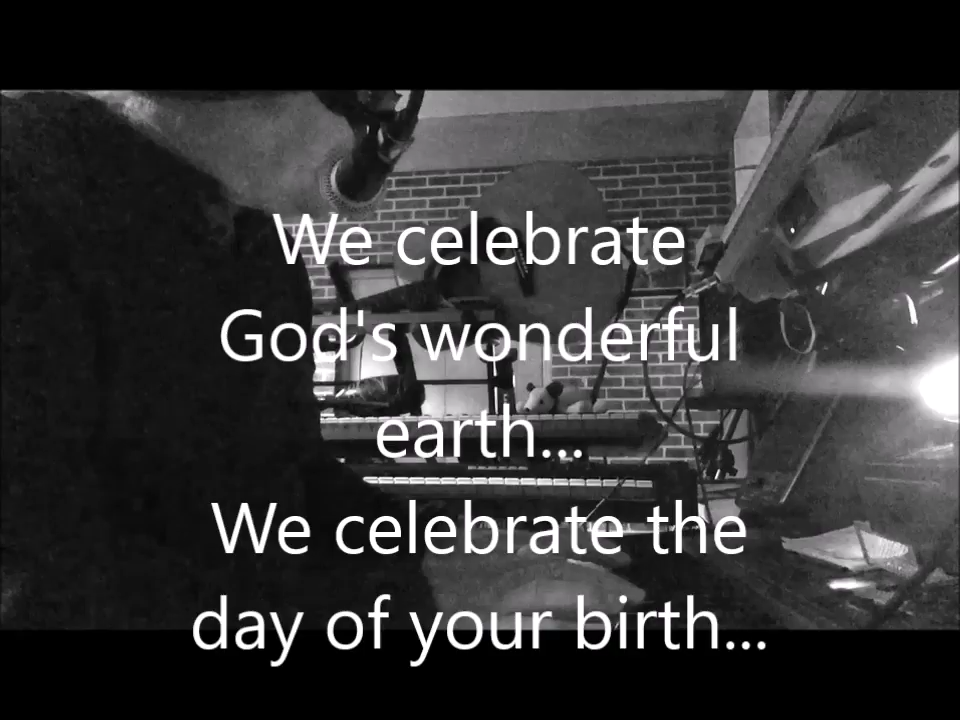 We celebrate
God's wonderful
earth...
We celebrate the
day of your birth...